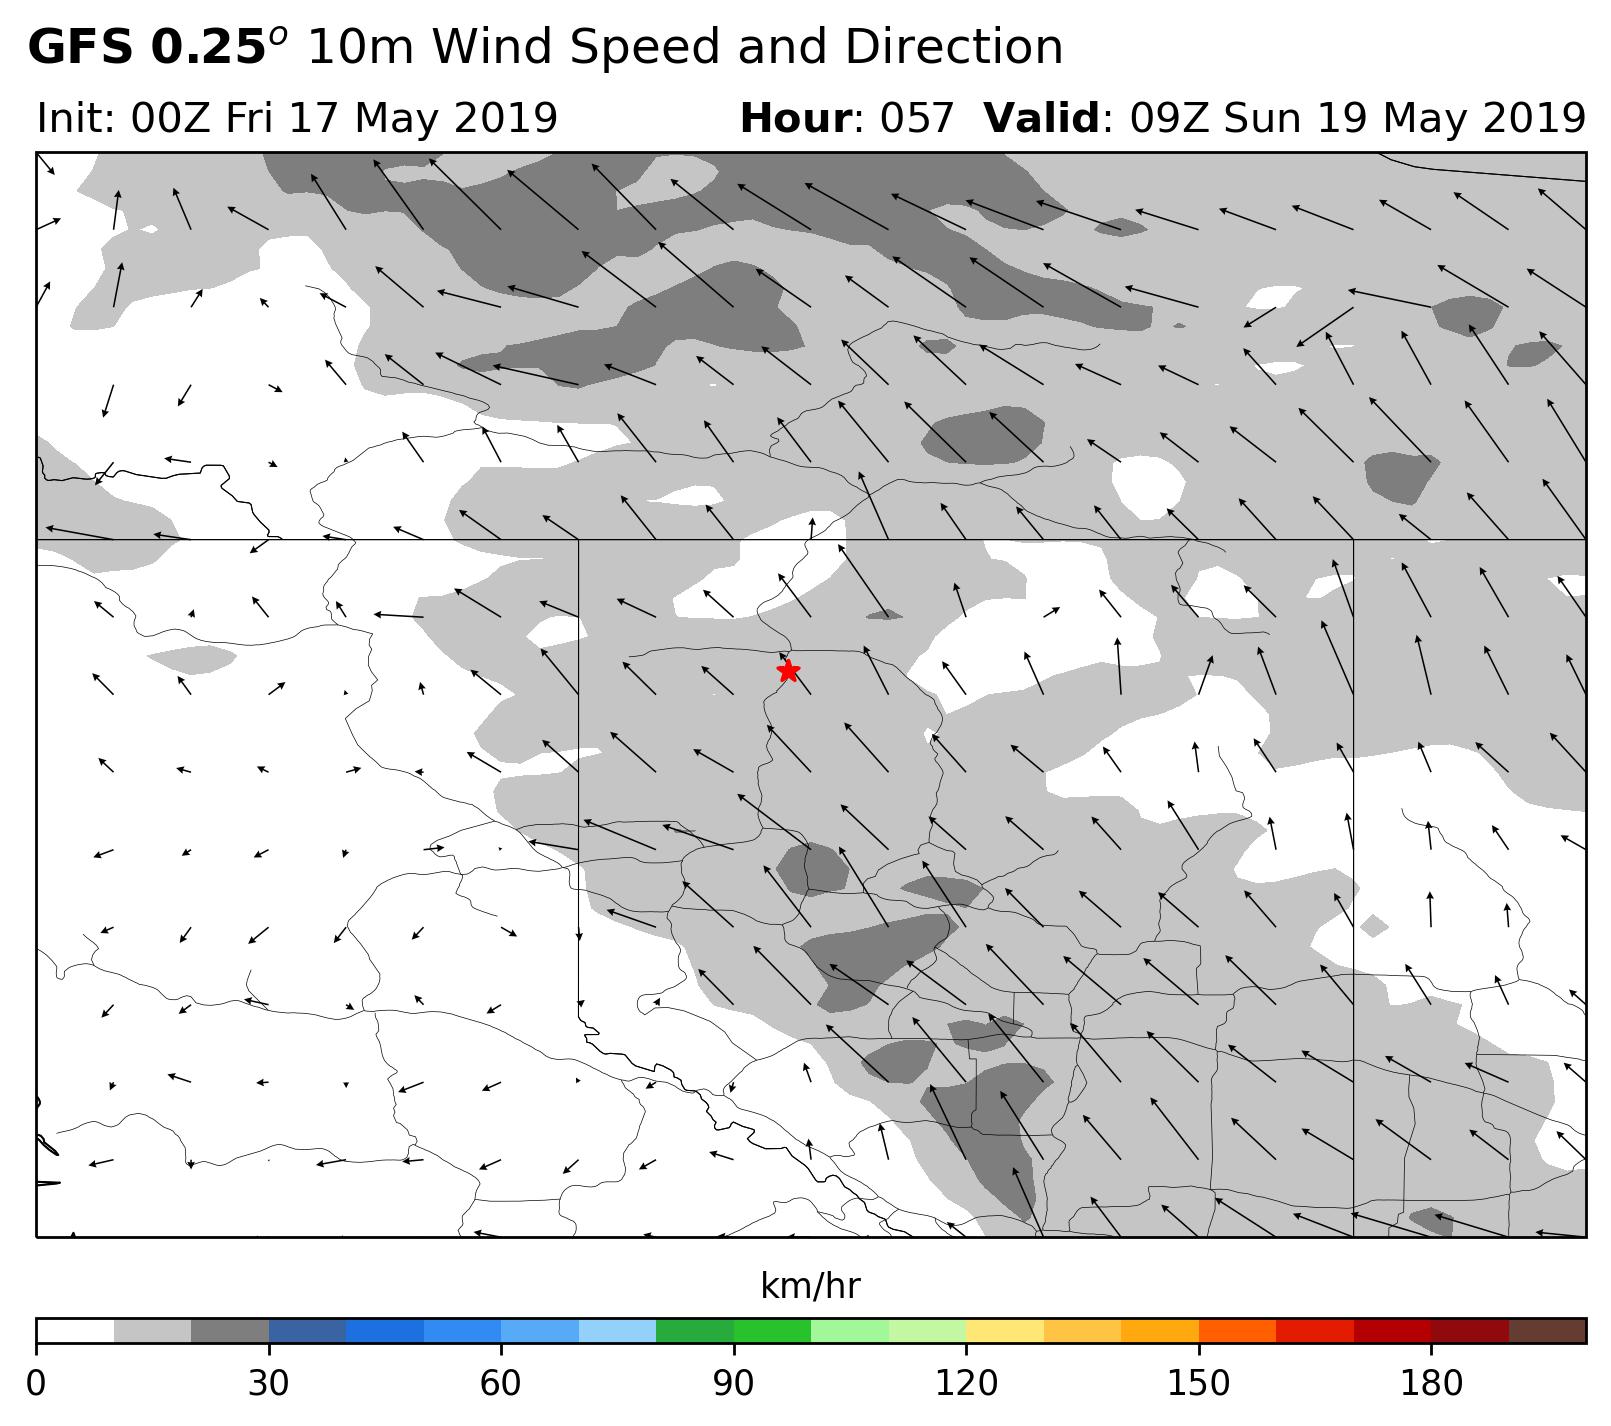 GFS 0.25° 10m Wind Speed and Direction
Init: 00Z Fri 17 May 2019 Hour: 057 Valid: 09Z Sun 19 May 2019
km/hr
0 30 60 90 120 150 180